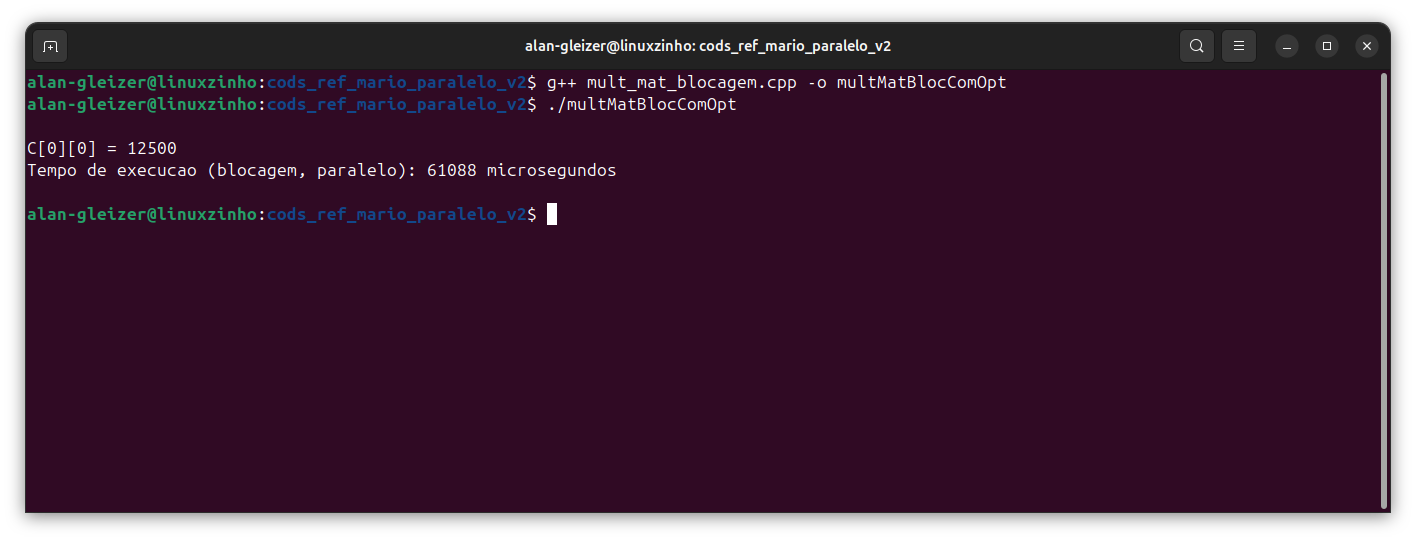 alan-gleizer@linuxzinho: cods_ref_mario_paralelo_v2
alan-gleizer@linuxzinho:cods_ref_mario_paralelo_v2$ g++ mult_mat_blocagem.cpp -o multMatBlocComOpt
alan-gleizer@linuxzinho:cods_ref_mario_paralelo_v2$ ./multMatBlocComOpt
C[0][0] = 12500
Tempo de execucao (blocagem, paralelo): 61088 microsegundos
alan-gleizer@linuxzinho:cods_ref_mario_paralelo_v2$